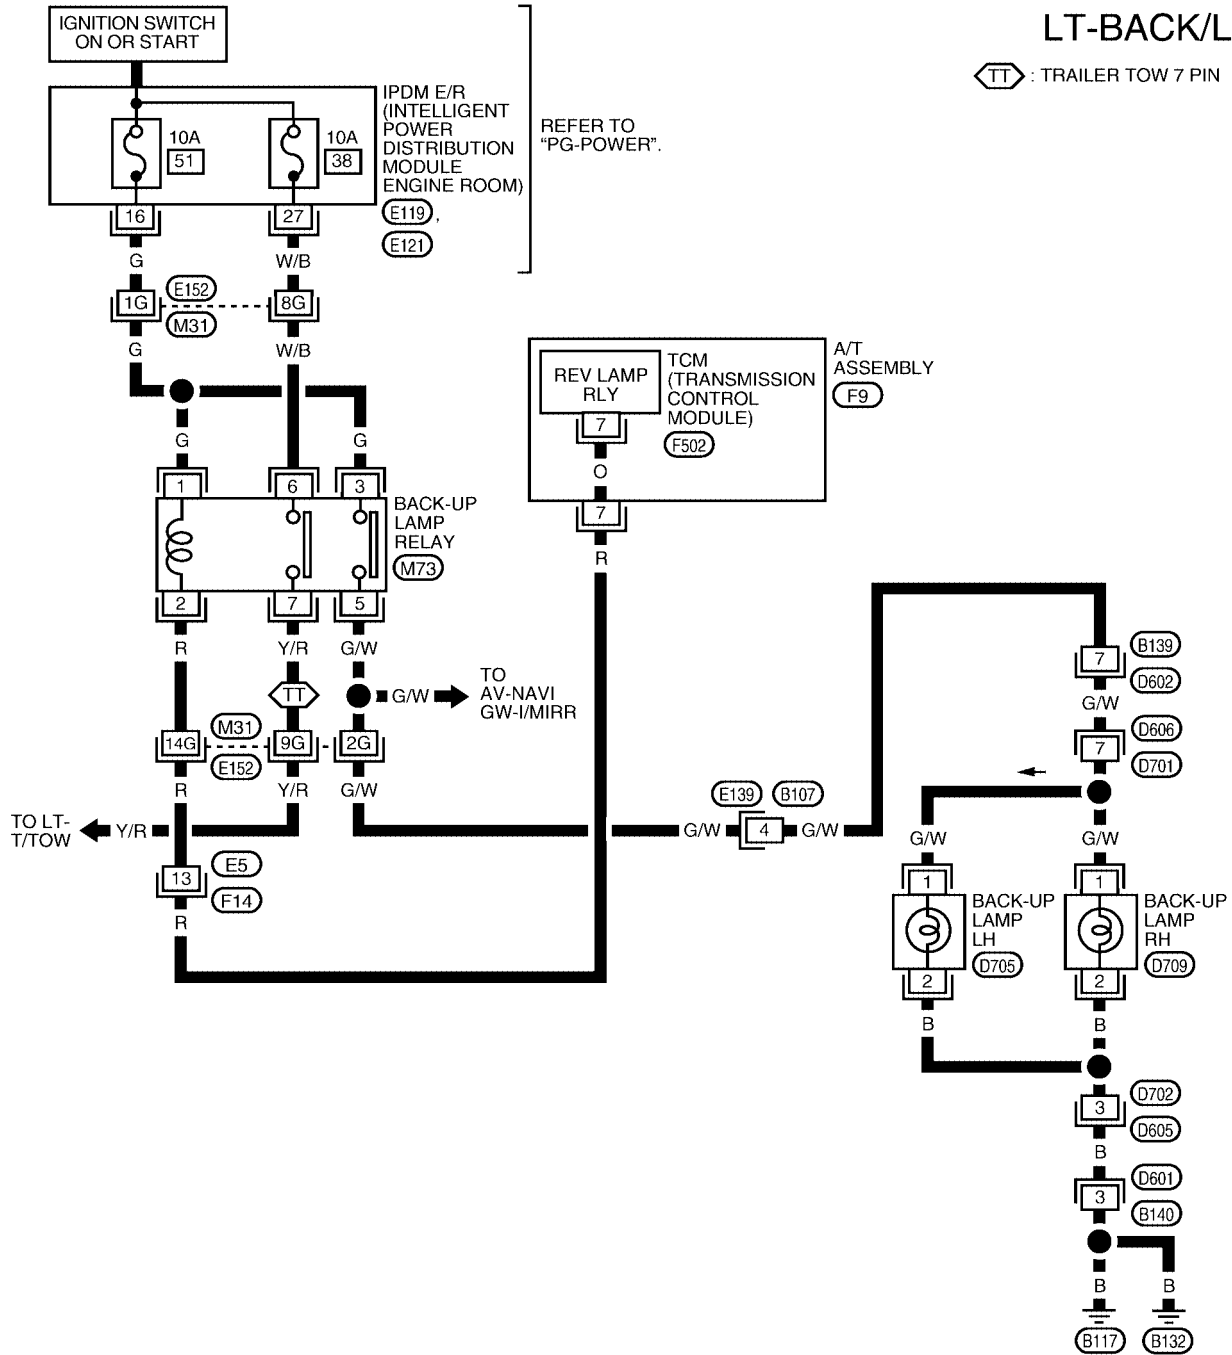 LT-BACK/L
TT : TRAILER TOW 7 PIN
IGNITION SWITCH
ON OR START
IPDM E/R
(INTELLIGENT
POWER
DISTRIBUTION
MODULE
ENGINE ROOM)
E119 ,
E121
REFER TO
"PG-POWER".
10A
51
10A
38
16
27
G
W/B
1G
E152
M31
8G
G
W/B
G
G
1
6
3
BACK-UP
LAMP
RELAY
M73
2
7
5
R
Y/R
G/W
TT
G/W
TO
AV-NAVI
GW-I/MIRR
14G
M31
E152
9G
2G
R
Y/R
G/W
TO LT-
T/TOW
Y/R
13
E5
F14
R
REV LAMP
RLY
TCM
(TRANSMISSION
CONTROL
MODULE)
F502
A/T
ASSEMBLY
F9
7
O
7
R
G/W
E139
B107
4
G/W
7
B139
D602
G/W
7
D606
D701
G/W
G/W
1
1
BACK-UP
LAMP
LH
D705
BACK-UP
LAMP
RH
D709
2
2
B
B
3
D702
D605
B
3
D601
B140
B
B
B117
B132